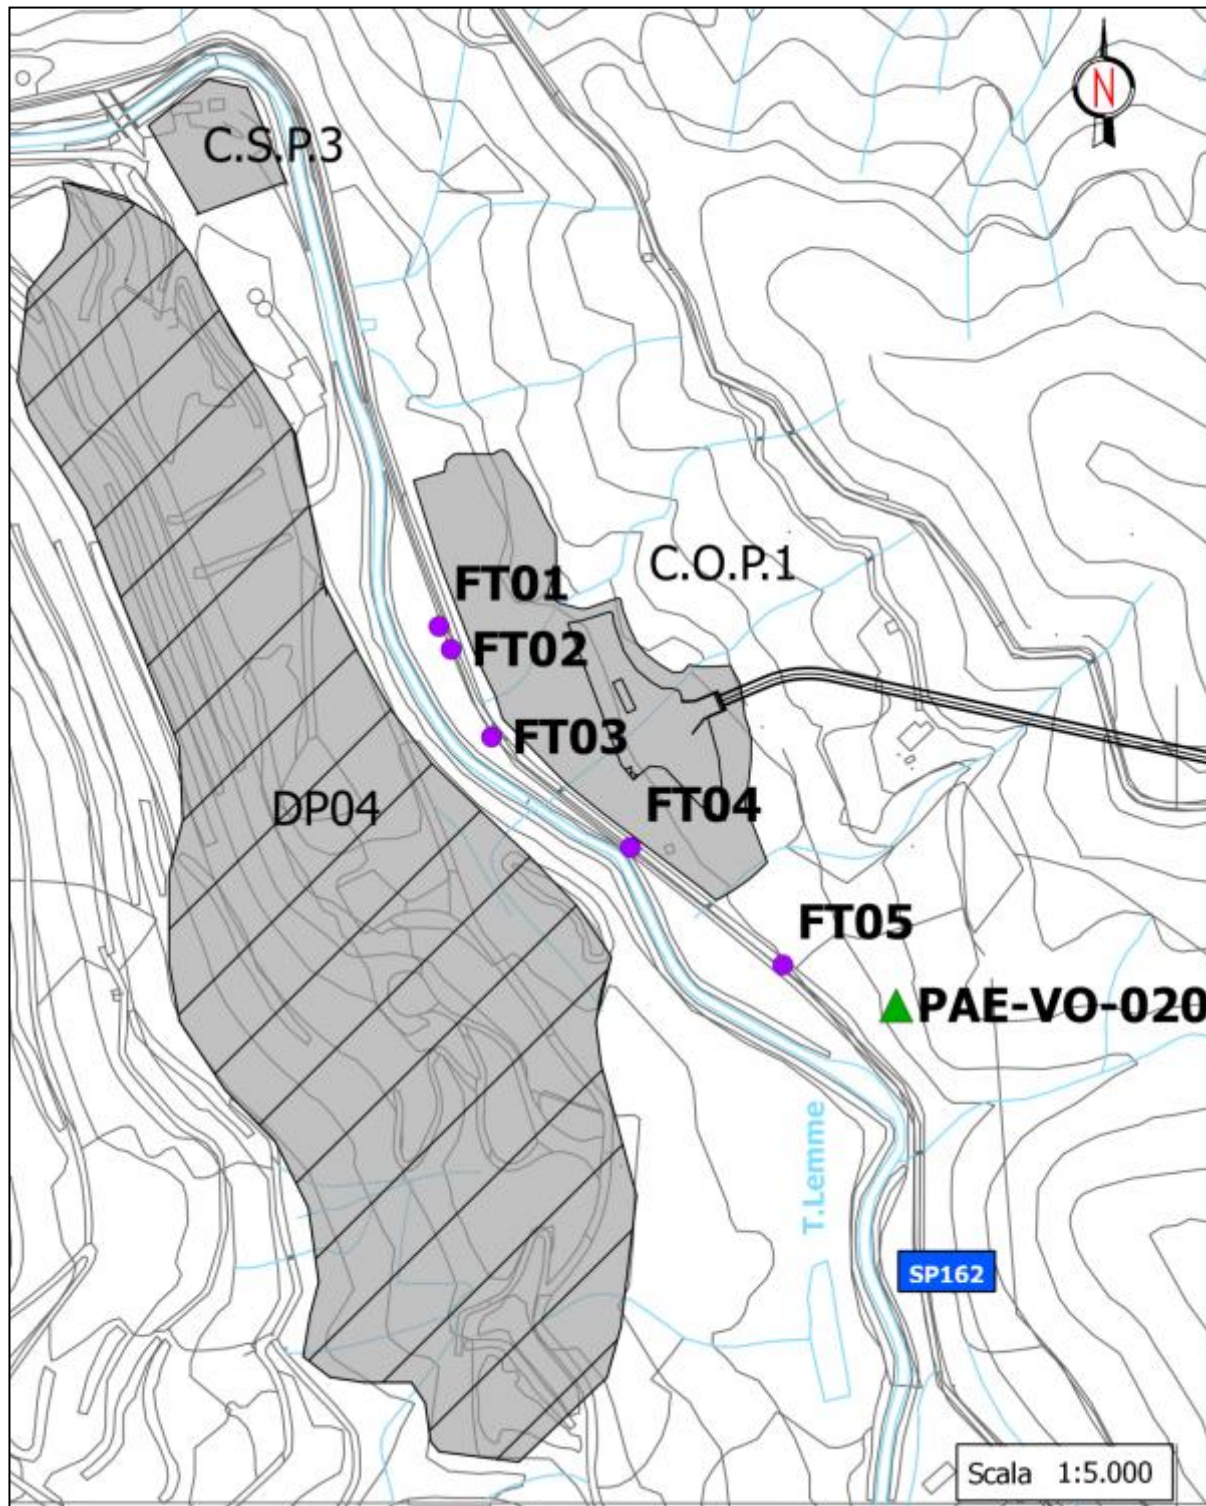 N
C.S.P.3
C.O.P.1
FT01
FT02
FT03
DP04
FT04
FT05
PAE-VO-020
T.Lemme
SP162
Scala 1:5.000